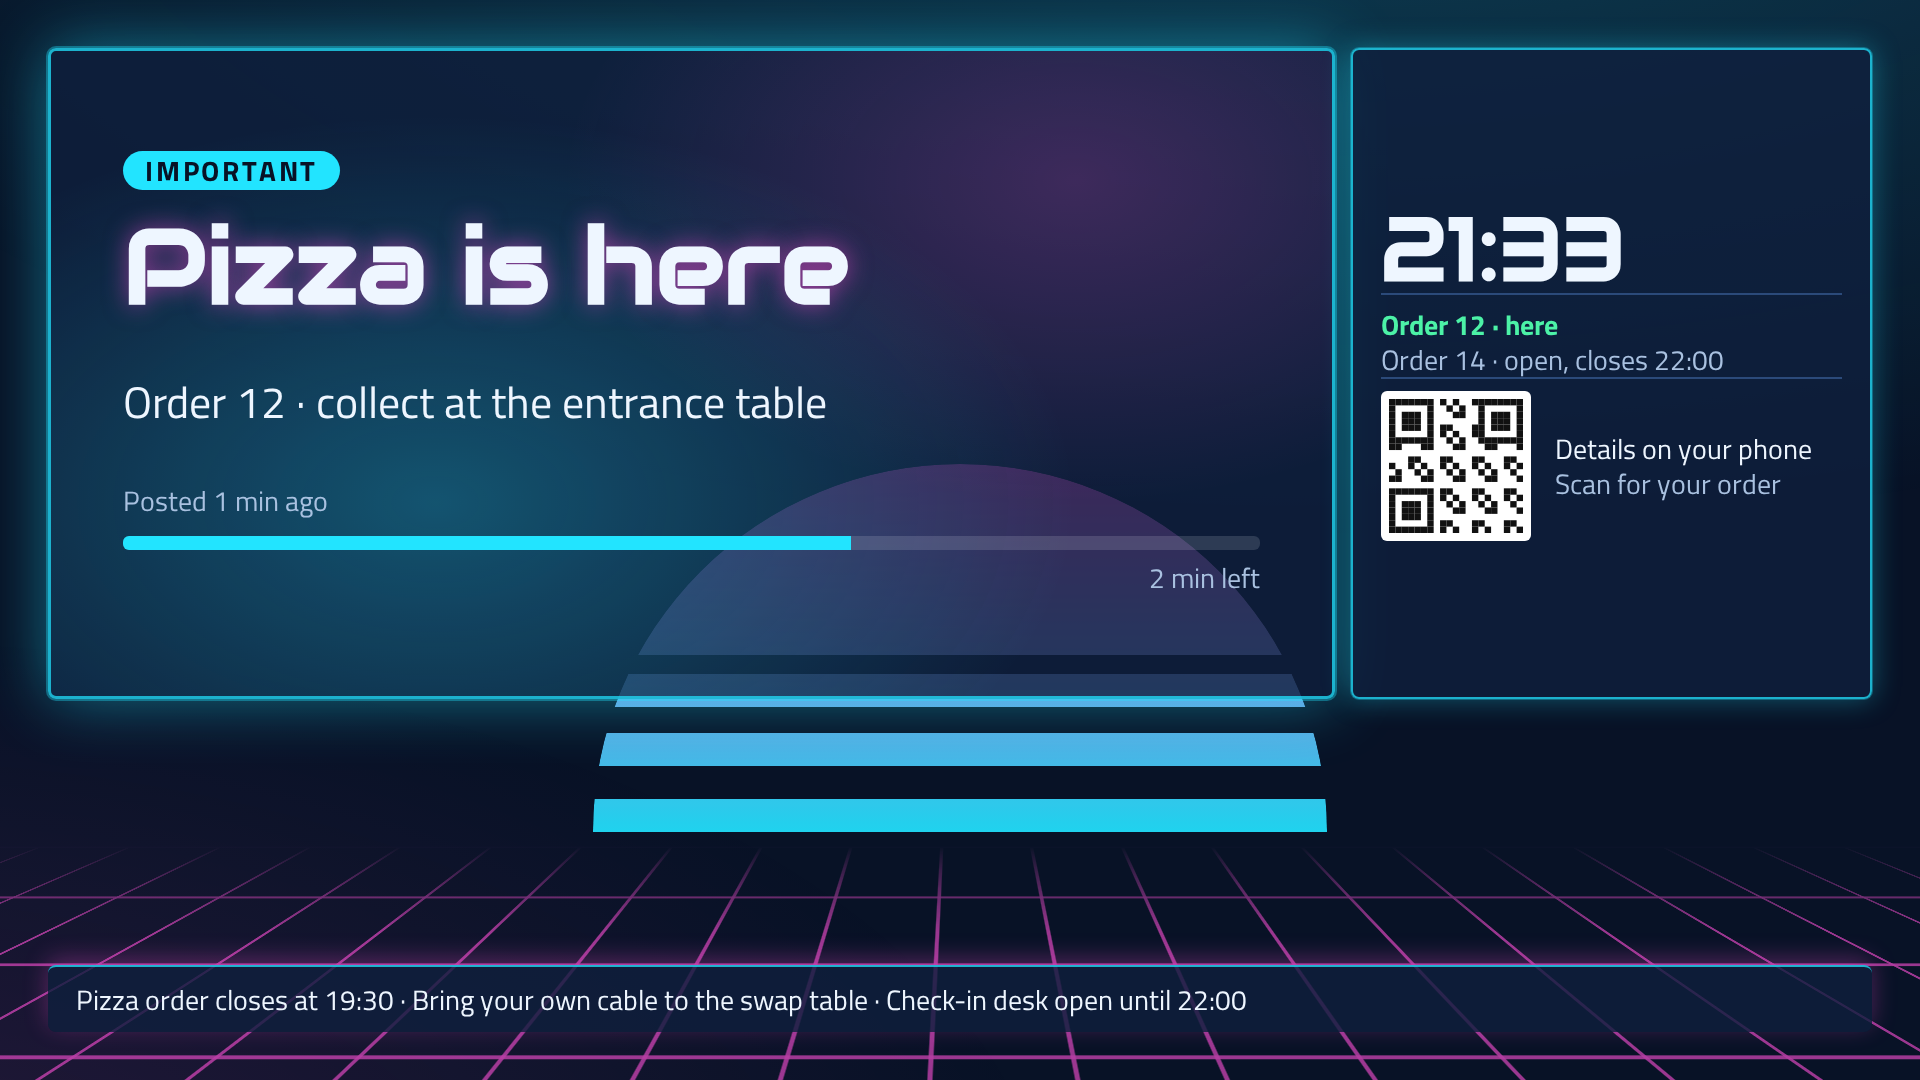 IMPORTANT
Pizza is here
Order 12 · collect at the entrance table
Posted 1 min ago
2 min left
21:33
Order 12 · here
Order 14 · open, closes 22:00
Details on your phone
Scan for your order
Pizza order closes at 19:30 · Bring your own cable to the swap table · Check-in desk open until 22:00